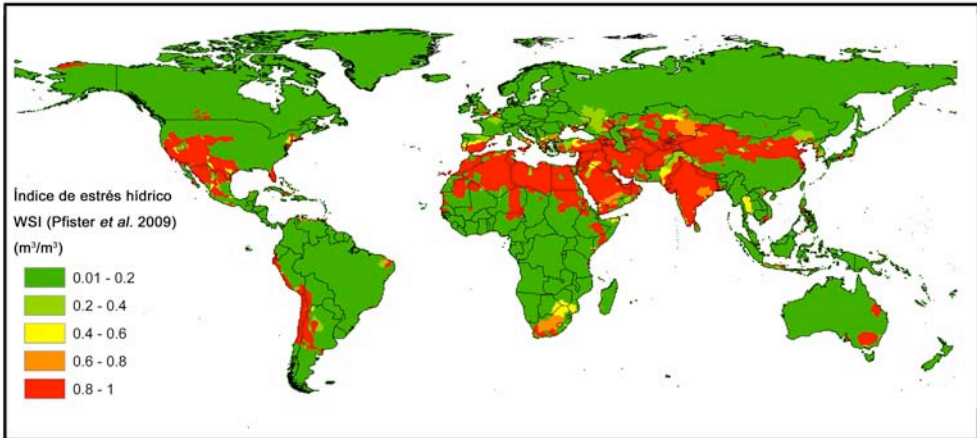 Índice de estrés hídrico
WSI (Pfister et al. 2009)
(m³/m³)
0.01 - 0.2
0.2 - 0.4
0.4 - 0.6
0.6 - 0.8
0.8 - 1